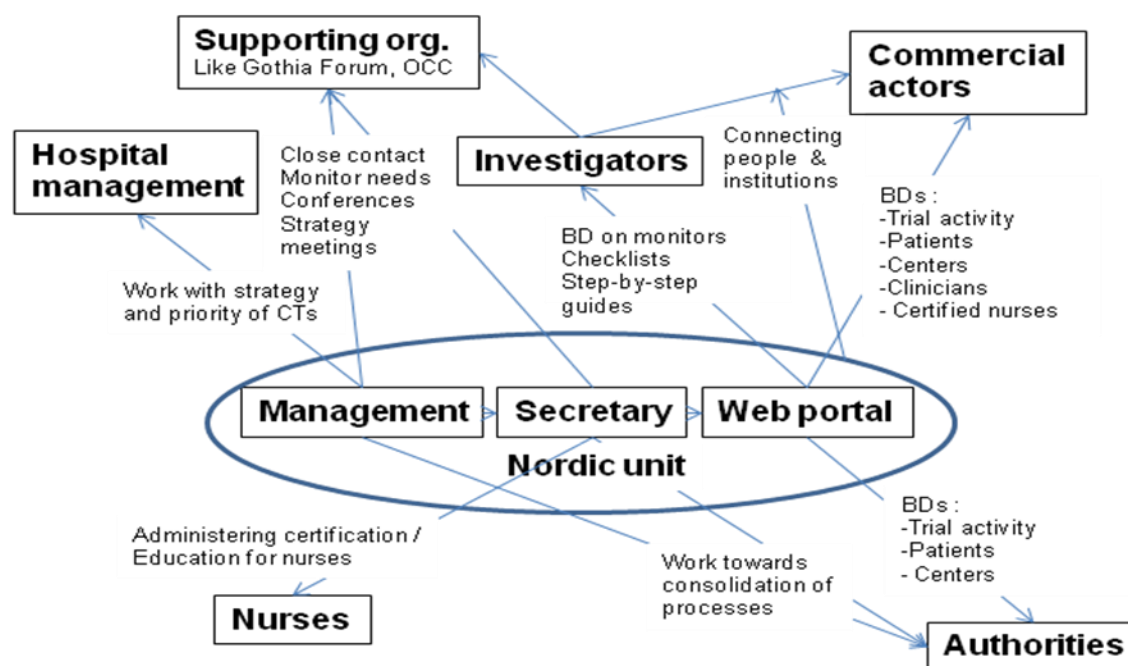 Supporting org.
Like Gothia Forum, OCC
Commercial
actors
Hospital
management
Close contact
Monitor needs
Conferences
Strategy
meetings
Investigators
Connecting
people &
institutions
BDs :
-Trial activity
-Patients
-Centers
-Clinicians
- Certified nurses
BD on monitors
Checklists
Step-by-step
guides
Work with strategy
and priority of CTs
Management
Secretary
Web portal
Nordic unit
Administering certification /
Education for nurses
Nurses
Work towards
consolidation of
processes
BDs :
-Trial activity
-Patients
- Centers
Authorities